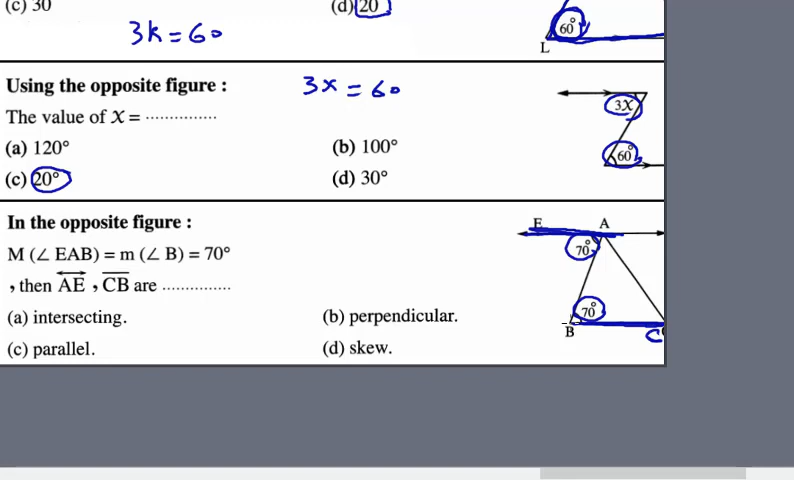 (c) 30
(d) 20
3k = 60
60°
L
Using the opposite figure :
3x = 60
The value of X = ...............
3X
(a) 120°
(b) 100°
60°
(c) 20°
(d) 30°
In the opposite figure :
E A
M (∠ EAB) = m (∠ B) = 70°
70°
, then AE , CB are ...............
(a) intersecting.
(b) perpendicular.
70°
B C
(c) parallel.
(d) skew.